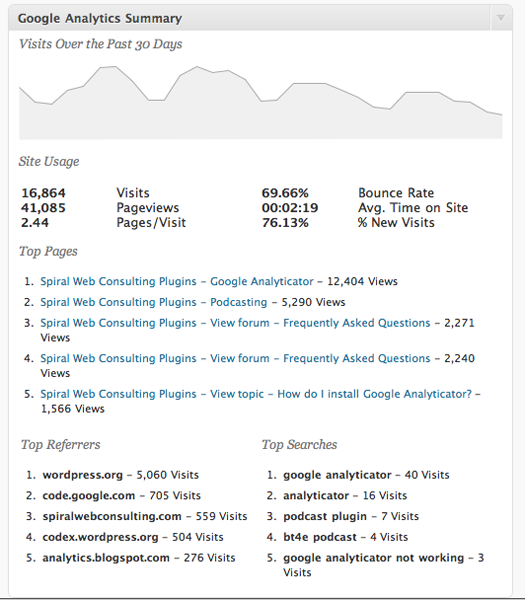 Google Analytics Summary
Visits Over the Past 30 Days
Site Usage
16,864 Visits 69.66% Bounce Rate
41,085 Pageviews 00:02:19 Avg. Time on Site
2.44 Pages/Visit 76.13% % New Visits
Top Pages
1. Spiral Web Consulting Plugins – Google Analyticator – 12,404 Views
2. Spiral Web Consulting Plugins – Podcasting – 5,290 Views
3. Spiral Web Consulting Plugins – View forum – Frequently Asked Questions – 2,271
Views
4. Spiral Web Consulting Plugins – View forum – Frequently Asked Questions – 2,240
Views
5. Spiral Web Consulting Plugins – View topic – How do I install Google Analyticator? –
1,566 Views
Top Referrers
1. wordpress.org – 5,060 Visits
2. code.google.com – 705 Visits
3. spiralwebconsulting.com – 559 Visits
4. codex.wordpress.org – 504 Visits
5. analytics.blogspot.com – 276 Visits
Top Searches
1. google analyticator – 40 Visits
2. analyticator – 16 Visits
3. podcast plugin – 7 Visits
4. bt4e podcast – 4 Visits
5. google analyticator not working – 3
Visits